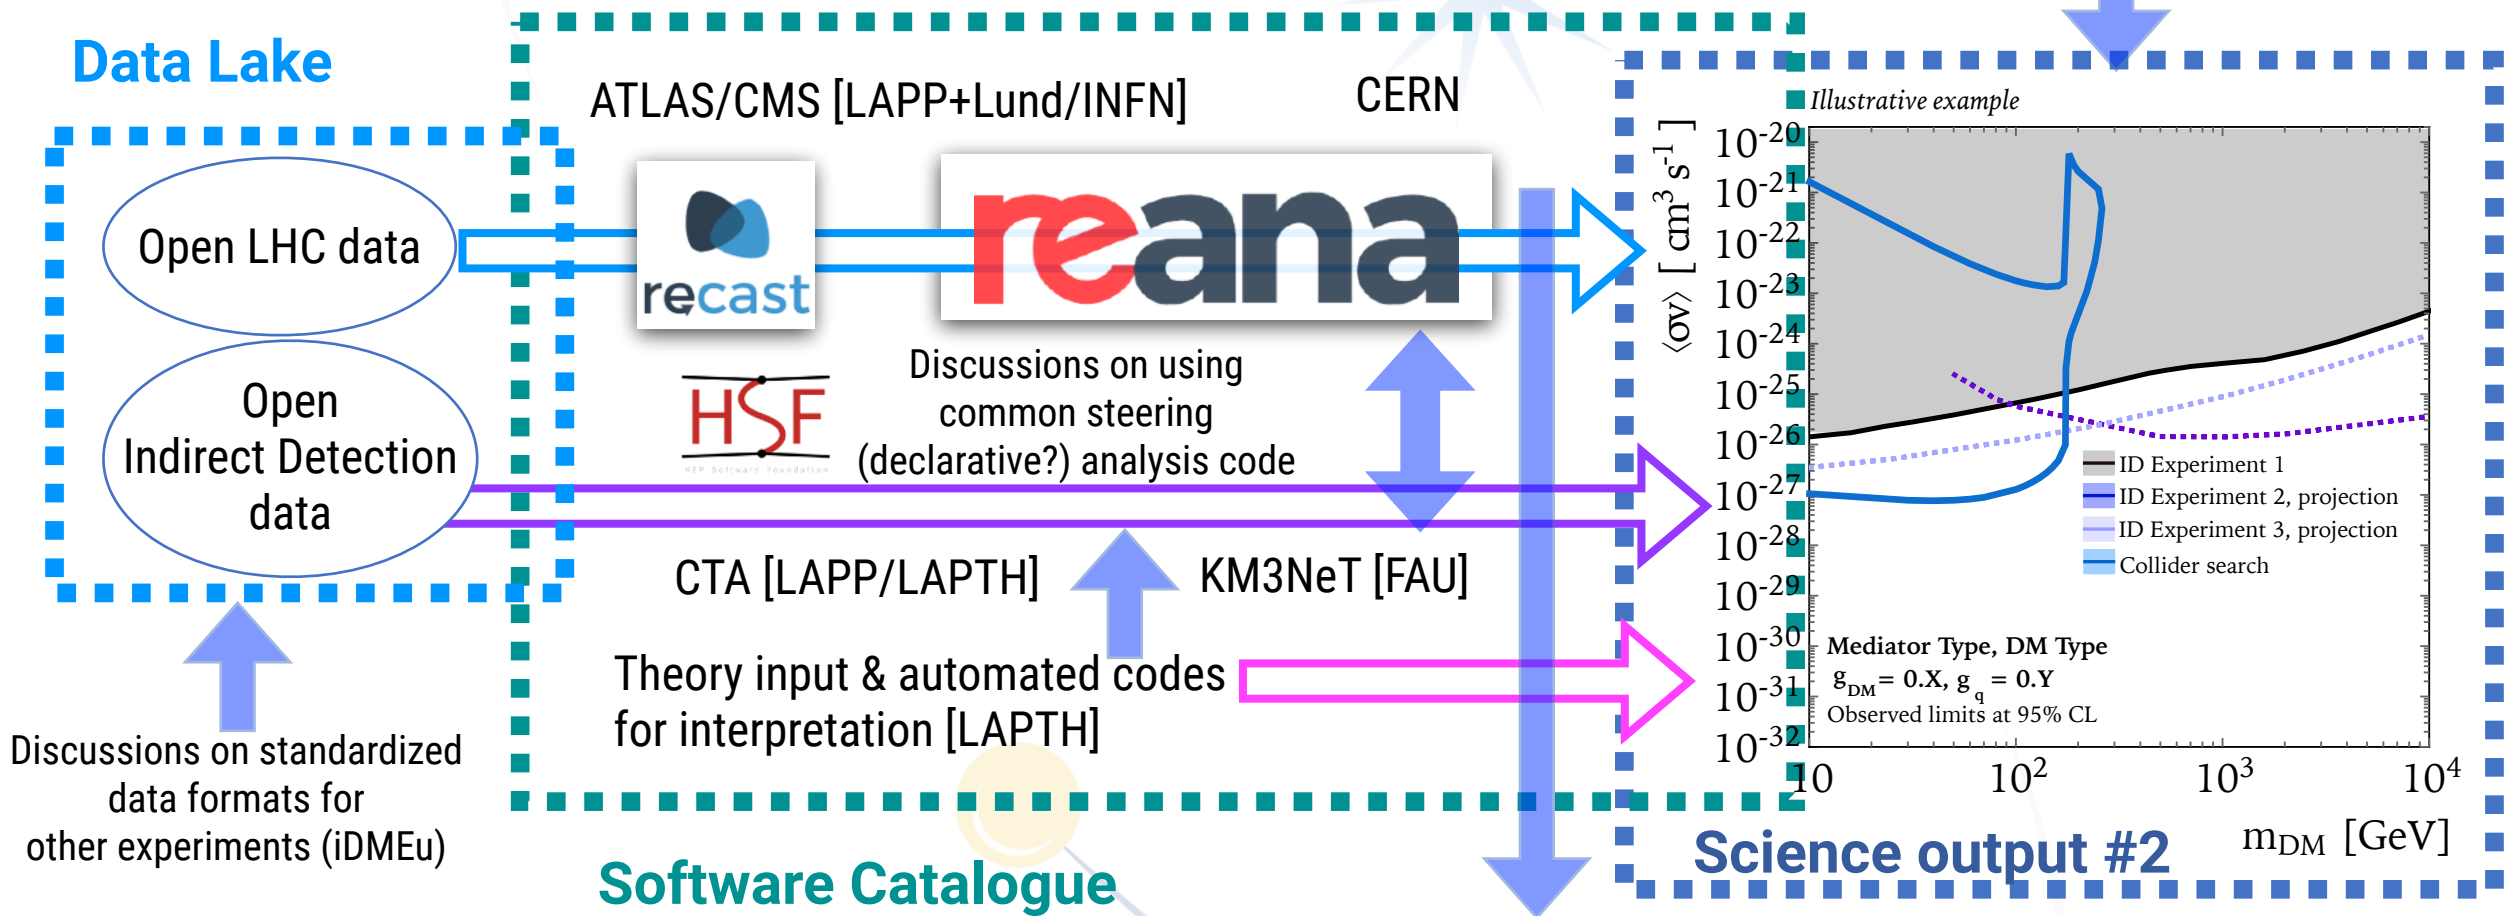 Data Lake
Open LHC data
Open
Indirect Detection
data
Discussions on standardized
data formats for
other experiments (iDMEu)
ATLAS/CMS [LAPP+Lund/INFN]
CERN
recast
reana
HSF
HEP Software Foundation
Discussions on using
common steering
(declarative?) analysis code
CTA [LAPP/LAPTH]
KM3NeT [FAU]
Theory input & automated codes
for interpretation [LAPTH]
Software Catalogue
Illustrative example
⟨σv⟩ [ cm³ s⁻¹ ]
10⁻²⁰
10⁻²¹
10⁻²²
10⁻²³
10⁻²⁴
10⁻²⁵
10⁻²⁶
10⁻²⁷
10⁻²⁸
10⁻²⁹
10⁻³⁰
10⁻³¹
10⁻³²
ID Experiment 1
ID Experiment 2, projection
ID Experiment 3, projection
Collider search
Mediator Type, DM Type
g_DM = 0.X, g_q = 0.Y
Observed limits at 95% CL
10 10² 10³ 10⁴
m_DM [GeV]
Science output #2